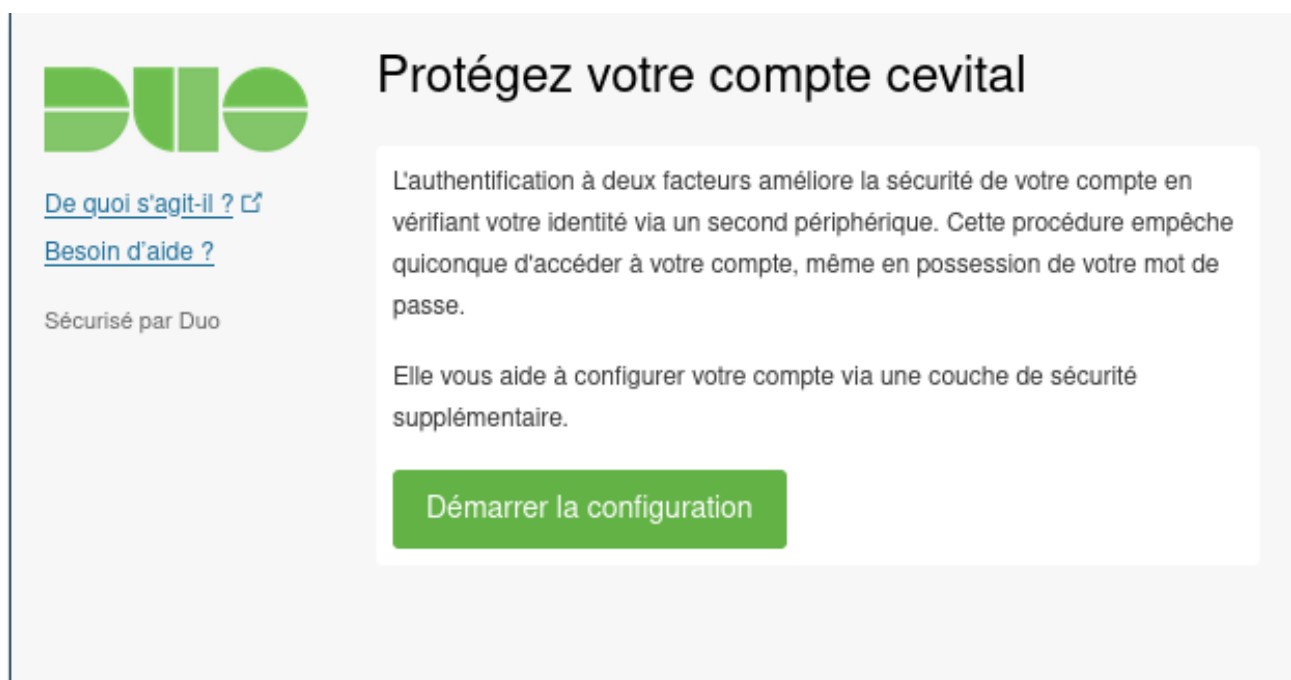 DUO
De quoi s'agit-il ?
Besoin d’aide ?
Sécurisé par Duo
Protégez votre compte cevital
L'authentification à deux facteurs améliore la sécurité de votre compte en
vérifiant votre identité via un second périphérique. Cette procédure empêche
quiconque d'accéder à votre compte, même en possession de votre mot de
passe.
Elle vous aide à configurer votre compte via une couche de sécurité
supplémentaire.
Démarrer la configuration